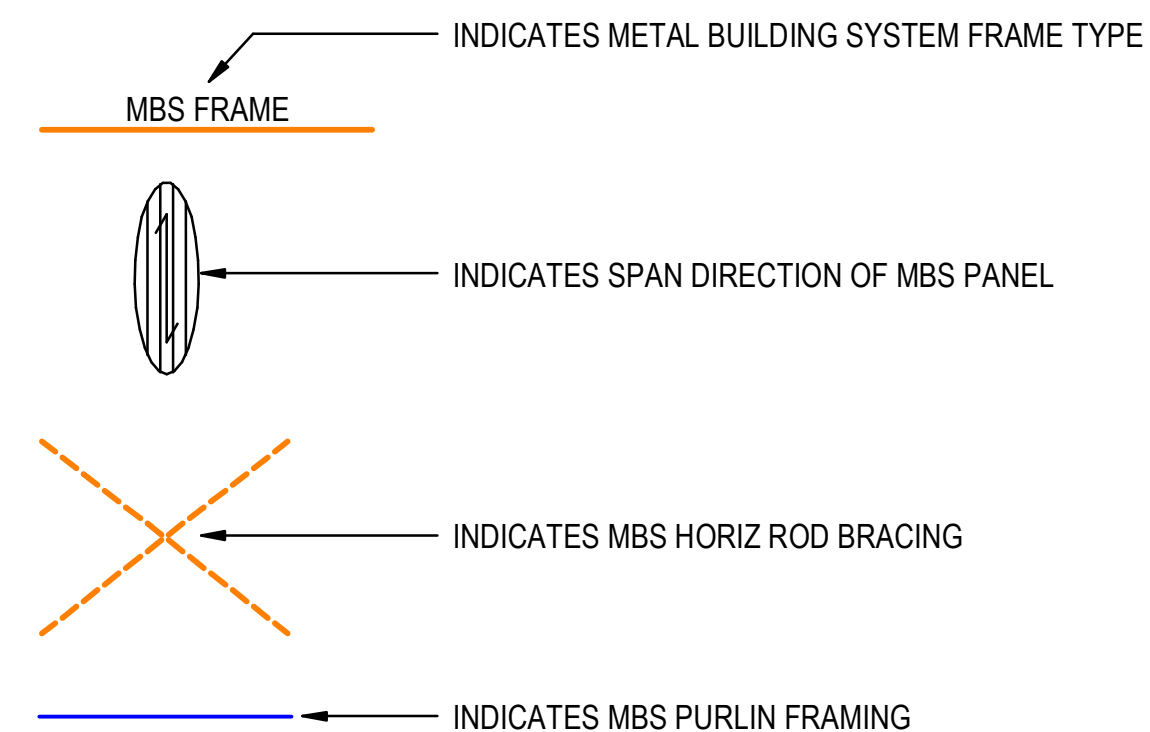 INDICATES METAL BUILDING SYSTEM FRAME TYPE
MBS FRAME
INDICATES SPAN DIRECTION OF MBS PANEL
INDICATES MBS HORIZ ROD BRACING
INDICATES MBS PURLIN FRAMING